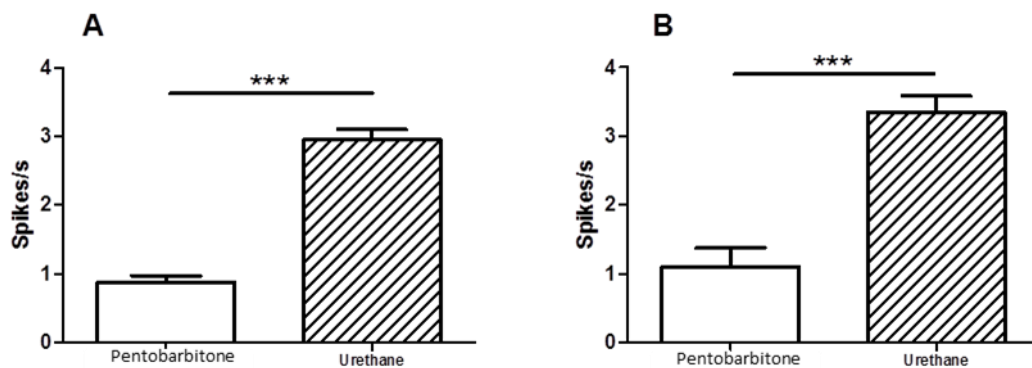 A
4
3
2
1
0
Spikes/s
***
Pentobarbitone
Urethane
B
4
3
2
1
0
Spikes/s
***
Pentobarbitone
Urethane